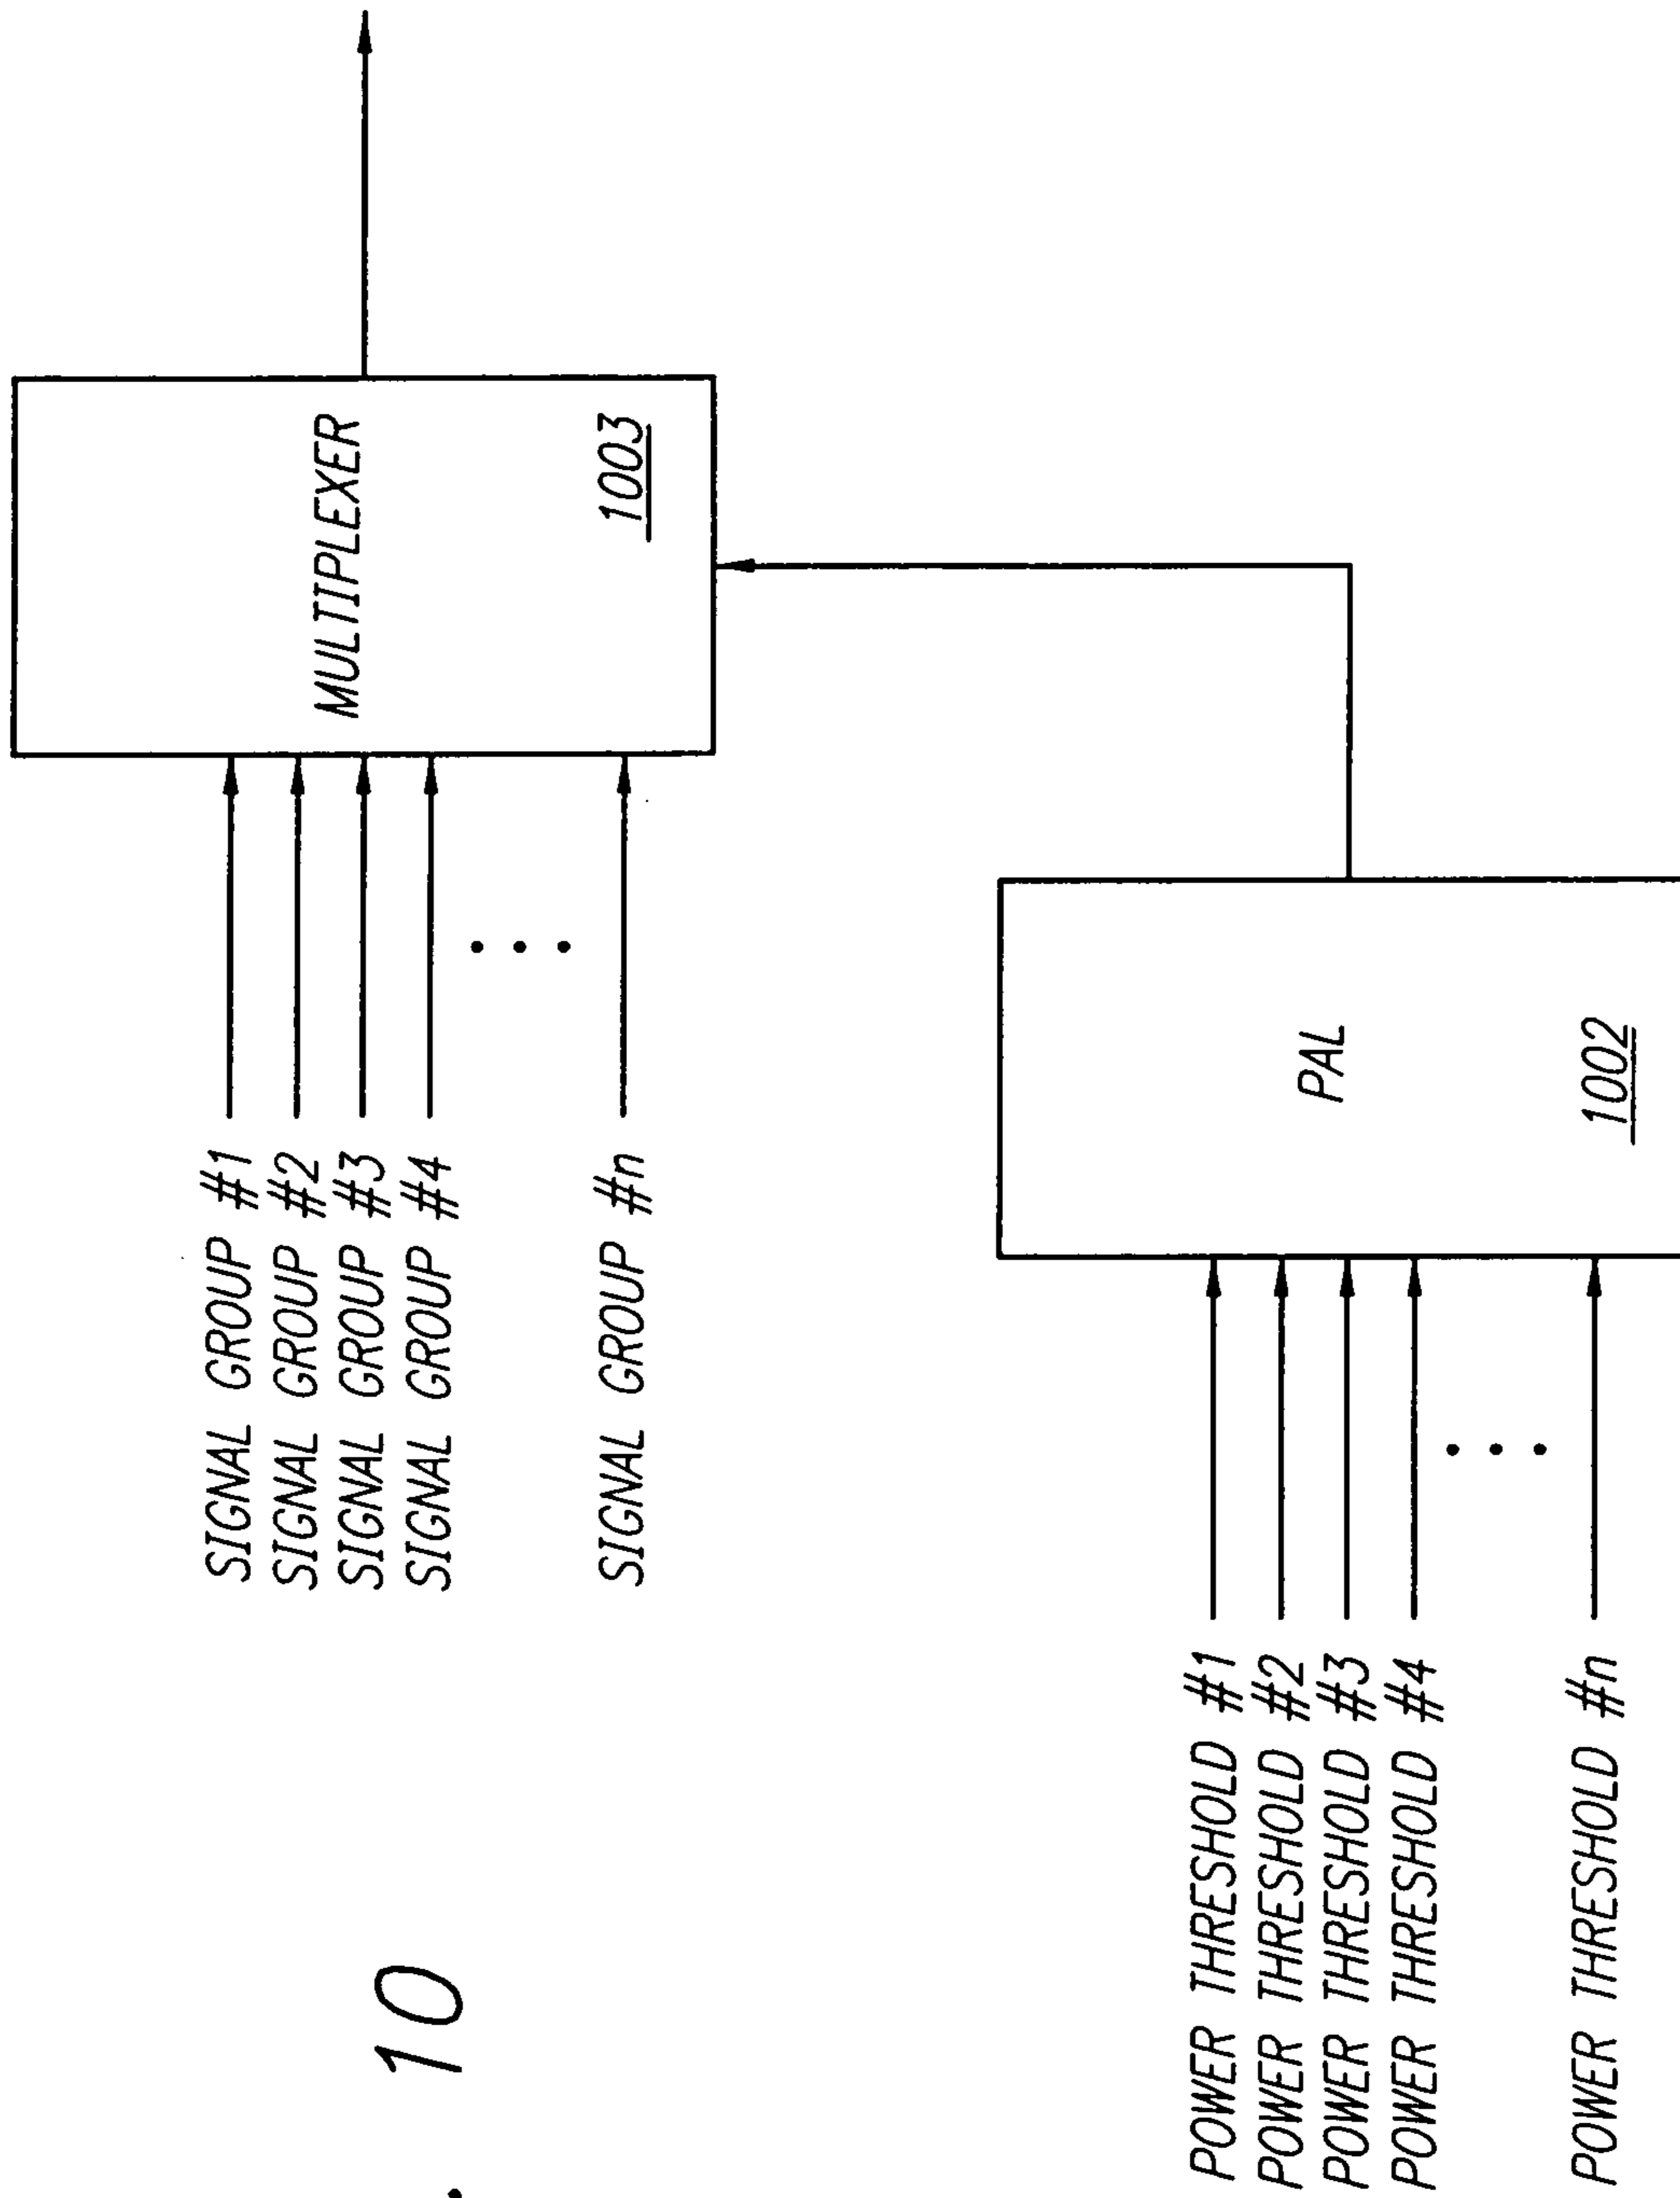 SIGNAL GROUP #1
SIGNAL GROUP #2
SIGNAL GROUP #3
SIGNAL GROUP #4
SIGNAL GROUP #n
MULTIPLEXER
1003
. 10
POWER THRESHOLD #1
POWER THRESHOLD #2
POWER THRESHOLD #3
POWER THRESHOLD #4
POWER THRESHOLD #n
PAL
1002